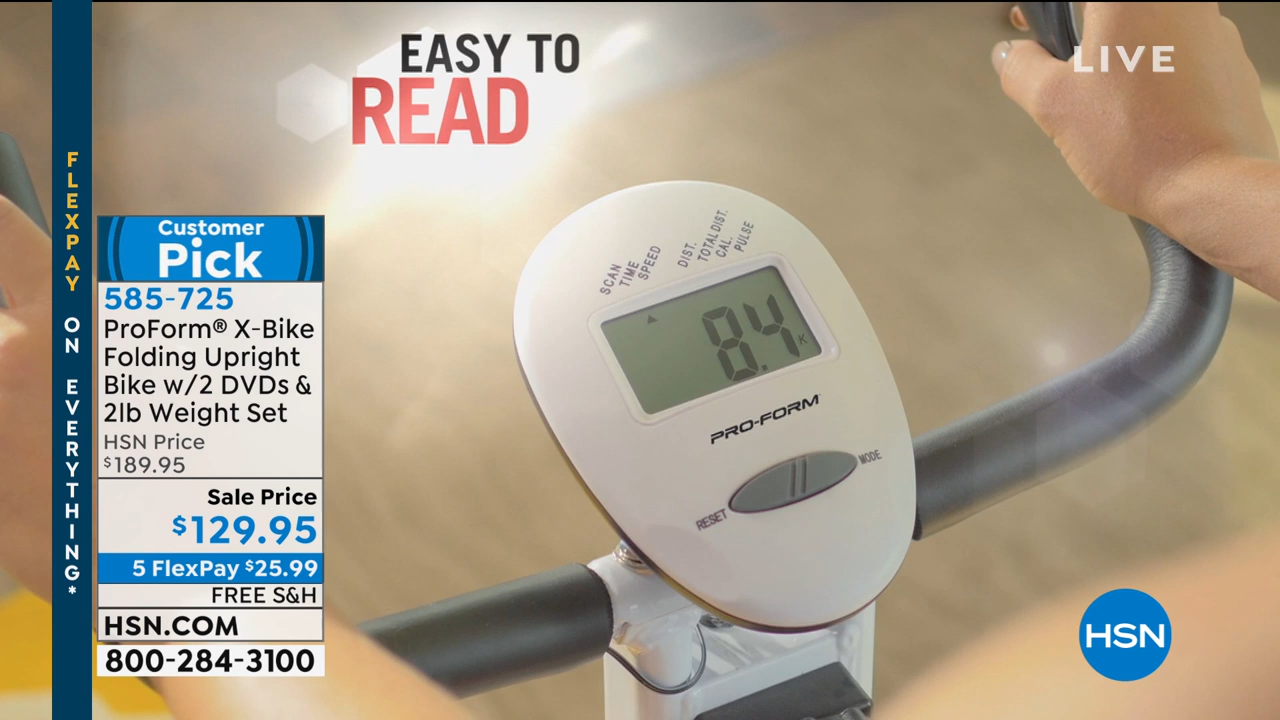 EASY TO
READ
LIVE
FLEXPAY ON EVERYTHING*
Customer
Pick
585-725
ProForm® X-Bike
Folding Upright
Bike w/2 DVDs &
2lb Weight Set
HSN Price
$189.95
Sale Price
$129.95
5 FlexPay $25.99
FREE S&H
HSN.COM
800-284-3100
SCAN
TIME
SPEED
DIST.
TOTAL DIST.
CAL.
PULSE
8.4 K
PRO-FORM
MODE
RESET
HSN